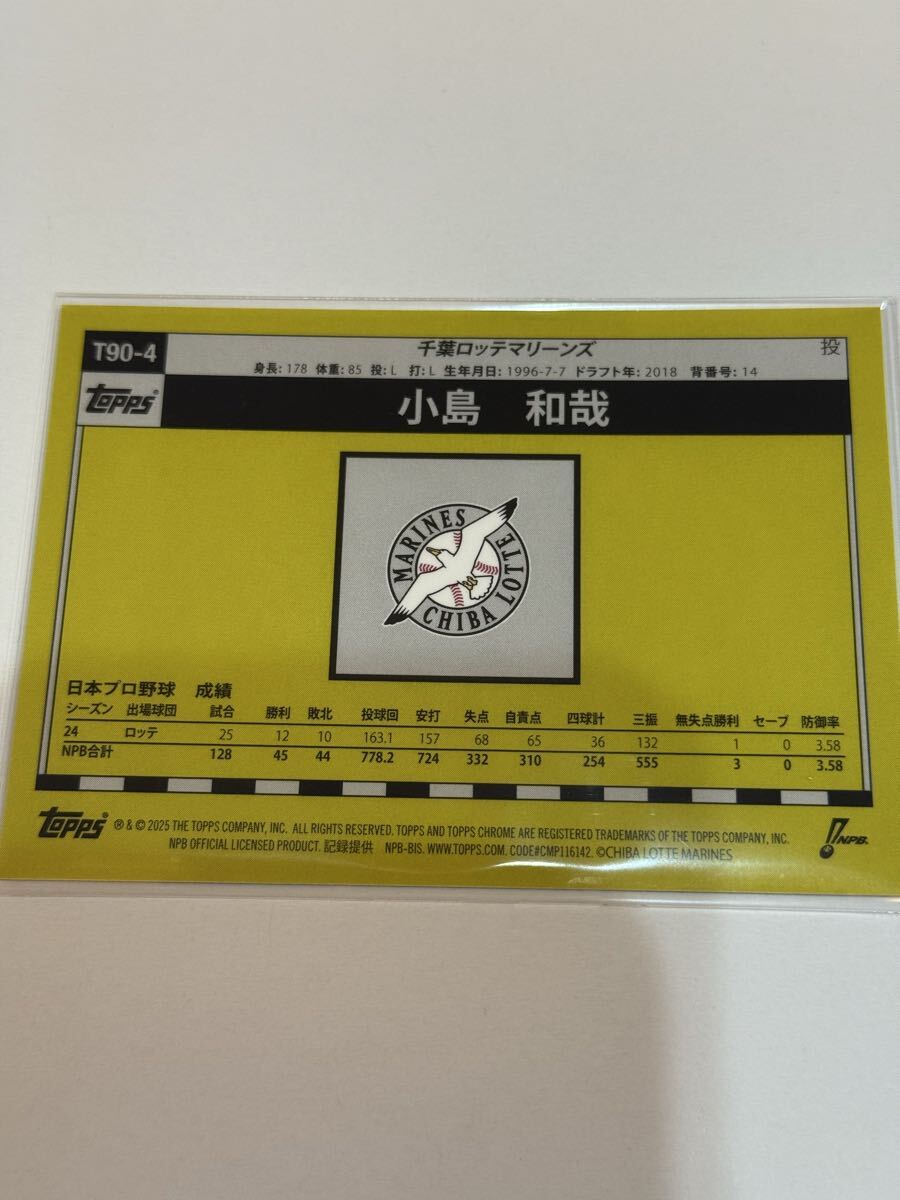 T90-4
千葉ロッテマリーンズ
投
身長: 178 体重: 85 投: L 打: L 生年月日: 1996-7-7 ドラフト年: 2018 背番号: 14
TOPPS
小島 和哉
MARINES
CHIBA LOTTE
日本プロ野球 成績
シーズン 出場球団 試合 勝利 敗北 投球回 安打 失点 自責点 四球計 三振 無失点勝利 セーブ 防御率
24 ロッテ 25 12 10 163.1 157 68 65 36 132 1 0 3.58
NPB合計 128 45 44 778.2 724 332 310 254 555 3 0 3.58
TOPPS ® & © 2025 THE TOPPS COMPANY, INC. ALL RIGHTS RESERVED. TOPPS AND TOPPS CHROME ARE REGISTERED TRADEMARKS OF THE TOPPS COMPANY, INC.
NPB OFFICIAL LICENSED PRODUCT. 記録提供 NPB-BIS. WWW.TOPPS.COM. CODE#CMP116142. ©CHIBA LOTTE MARINES
NPB.